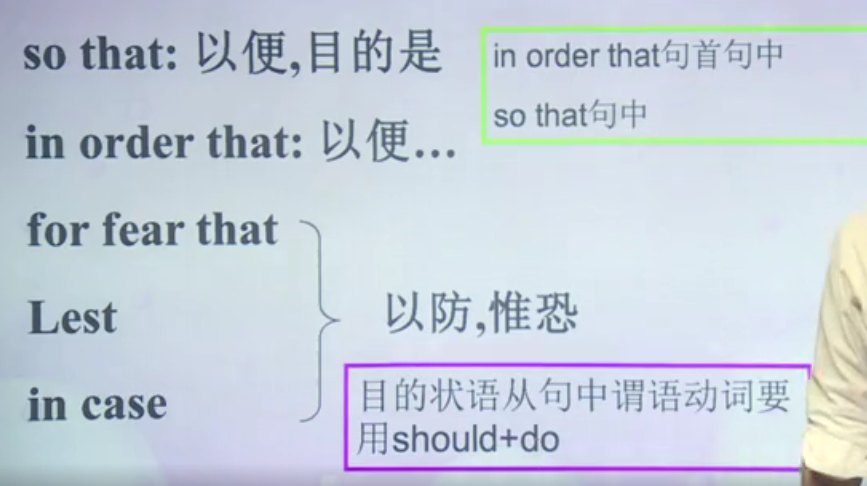 so that: 以便,目的是
in order that句首句中
so that句中
in order that: 以便…
for fear that
Lest
in case
以防,惟恐
目的状语从句中谓语动词要
用should+do